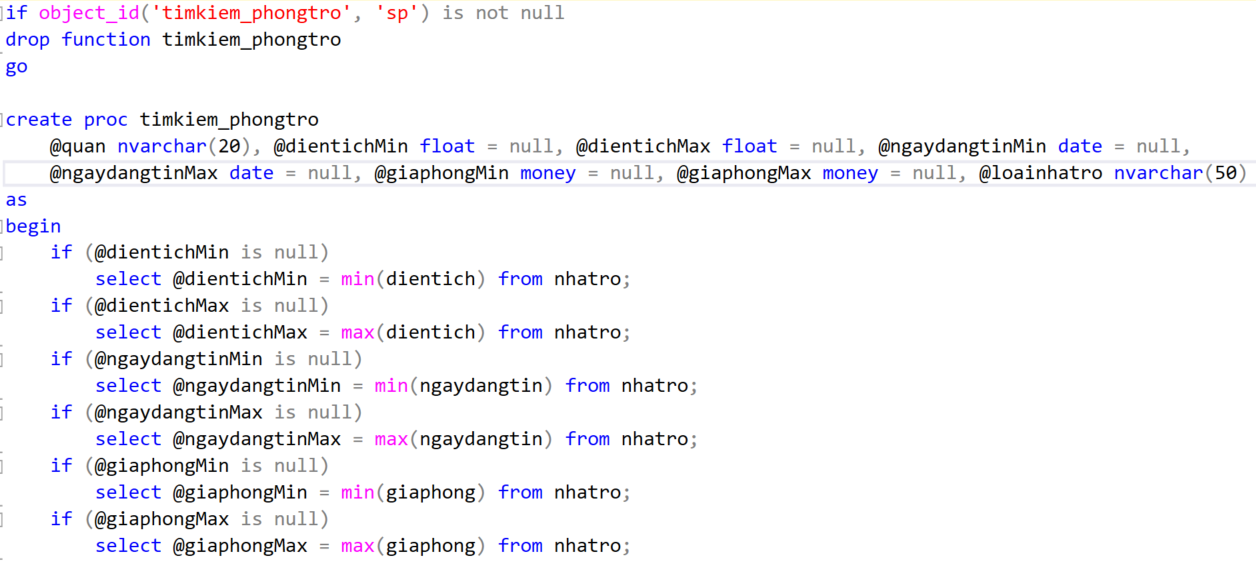 if object_id('timkiem_phongtro', 'sp') is not null
drop function timkiem_phongtro
go
create proc timkiem_phongtro
@quan nvarchar(20), @dientichMin float = null, @dientichMax float = null, @ngaydangtinMin date = null,
@ngaydangtinMax date = null, @giaphongMin money = null, @giaphongMax money = null, @loainhatro nvarchar(50)
as
begin
if (@dientichMin is null)
select @dientichMin = min(dientich) from nhatro;
if (@dientichMax is null)
select @dientichMax = max(dientich) from nhatro;
if (@ngaydangtinMin is null)
select @ngaydangtinMin = min(ngaydangtin) from nhatro;
if (@ngaydangtinMax is null)
select @ngaydangtinMax = max(ngaydangtin) from nhatro;
if (@giaphongMin is null)
select @giaphongMin = min(giaphong) from nhatro;
if (@giaphongMax is null)
select @giaphongMax = max(giaphong) from nhatro;